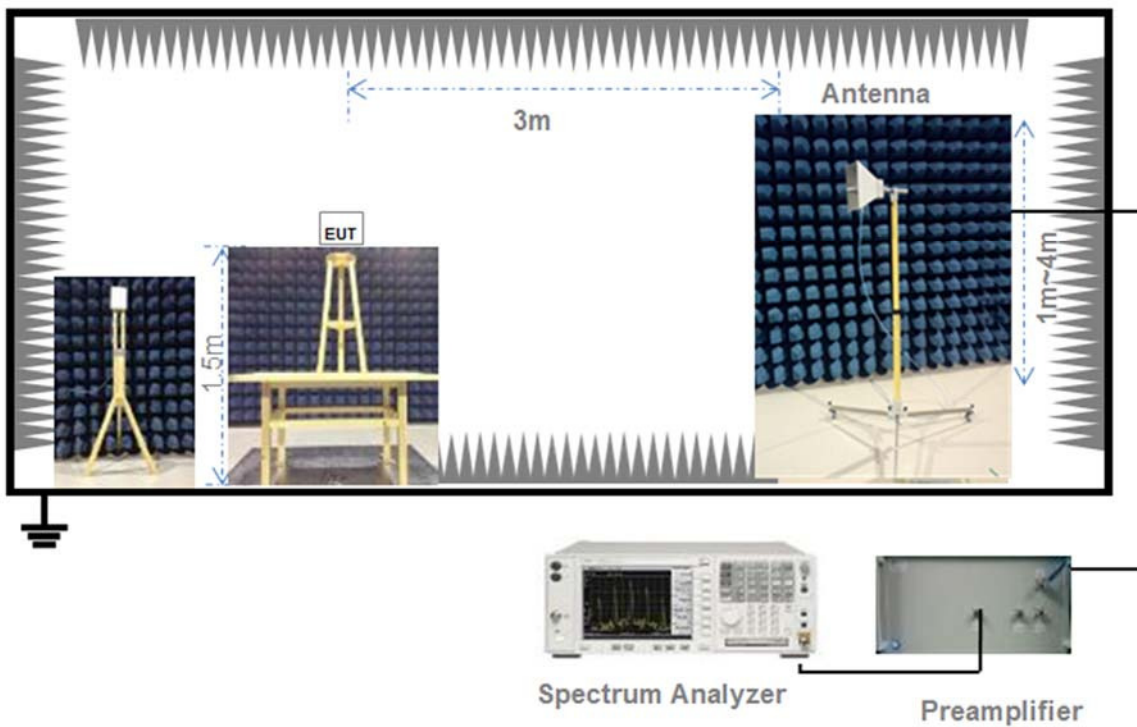 3m
Antenna
EUT
1.5m
1m~4m
Spectrum Analyzer
Preamplifier